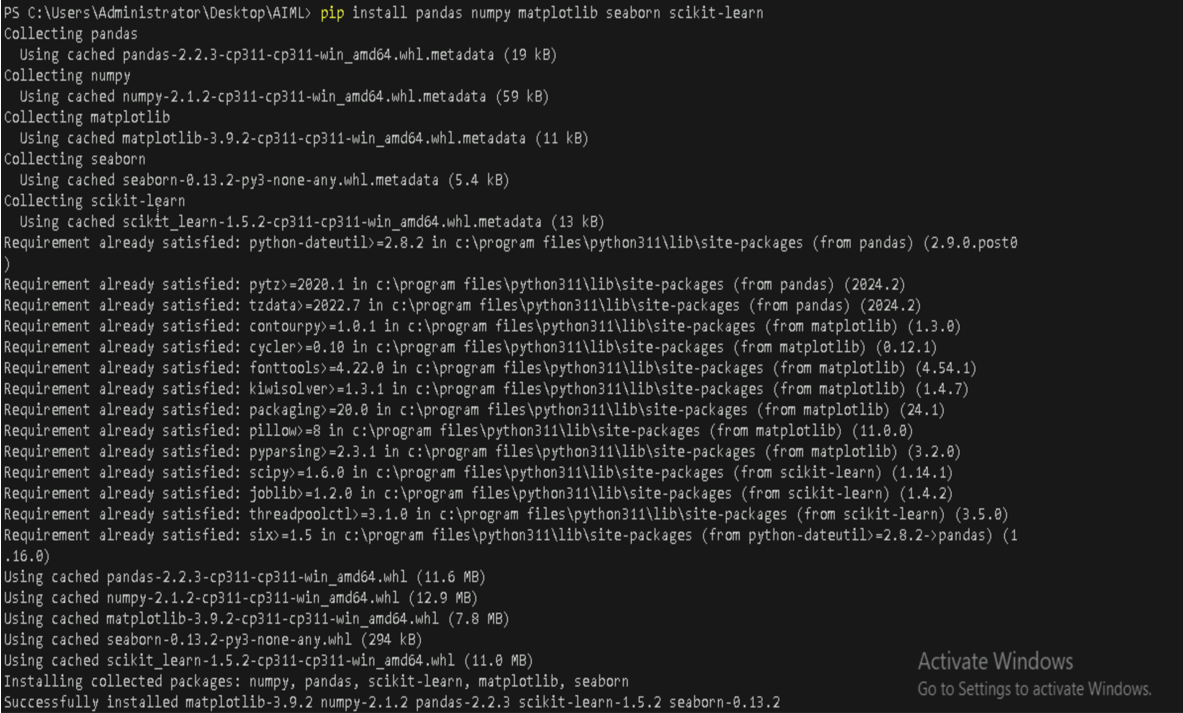 PS C:\Users\Administrator\Desktop\AIML> pip install pandas numpy matplotlib seaborn scikit-learn
Collecting pandas
  Using cached pandas-2.2.3-cp311-cp311-win_amd64.whl.metadata (19 kB)
Collecting numpy
  Using cached numpy-2.1.2-cp311-cp311-win_amd64.whl.metadata (59 kB)
Collecting matplotlib
  Using cached matplotlib-3.9.2-cp311-cp311-win_amd64.whl.metadata (11 kB)
Collecting seaborn
  Using cached seaborn-0.13.2-py3-none-any.whl.metadata (5.4 kB)
Collecting scikit-learn
  Using cached scikit_learn-1.5.2-cp311-cp311-win_amd64.whl.metadata (13 kB)
Requirement already satisfied: python-dateutil>=2.8.2 in c:\program files\python311\lib\site-packages (from pandas) (2.9.0.post0
)
Requirement already satisfied: pytz>=2020.1 in c:\program files\python311\lib\site-packages (from pandas) (2024.2)
Requirement already satisfied: tzdata>=2022.7 in c:\program files\python311\lib\site-packages (from pandas) (2024.2)
Requirement already satisfied: contourpy>=1.0.1 in c:\program files\python311\lib\site-packages (from matplotlib) (1.3.0)
Requirement already satisfied: cycler>=0.10 in c:\program files\python311\lib\site-packages (from matplotlib) (0.12.1)
Requirement already satisfied: fonttools>=4.22.0 in c:\program files\python311\lib\site-packages (from matplotlib) (4.54.1)
Requirement already satisfied: kiwisolver>=1.3.1 in c:\program files\python311\lib\site-packages (from matplotlib) (1.4.7)
Requirement already satisfied: packaging>=20.0 in c:\program files\python311\lib\site-packages (from matplotlib) (24.1)
Requirement already satisfied: pillow>=8 in c:\program files\python311\lib\site-packages (from matplotlib) (11.0.0)
Requirement already satisfied: pyparsing>=2.3.1 in c:\program files\python311\lib\site-packages (from matplotlib) (3.2.0)
Requirement already satisfied: scipy>=1.6.0 in c:\program files\python311\lib\site-packages (from scikit-learn) (1.14.1)
Requirement already satisfied: joblib>=1.2.0 in c:\program files\python311\lib\site-packages (from scikit-learn) (1.4.2)
Requirement already satisfied: threadpoolctl>=3.1.0 in c:\program files\python311\lib\site-packages (from scikit-learn) (3.5.0)
Requirement already satisfied: six>=1.5 in c:\program files\python311\lib\site-packages (from python-dateutil>=2.8.2->pandas) (1
.16.0)
Using cached pandas-2.2.3-cp311-cp311-win_amd64.whl (11.6 MB)
Using cached numpy-2.1.2-cp311-cp311-win_amd64.whl (12.9 MB)
Using cached matplotlib-3.9.2-cp311-cp311-win_amd64.whl (7.8 MB)
Using cached seaborn-0.13.2-py3-none-any.whl (294 kB)
Using cached scikit_learn-1.5.2-cp311-cp311-win_amd64.whl (11.0 MB)
Installing collected packages: numpy, pandas, scikit-learn, matplotlib, seaborn
Successfully installed matplotlib-3.9.2 numpy-2.1.2 pandas-2.2.3 scikit-learn-1.5.2 seaborn-0.13.2
Activate Windows
Go to Settings to activate Windows.